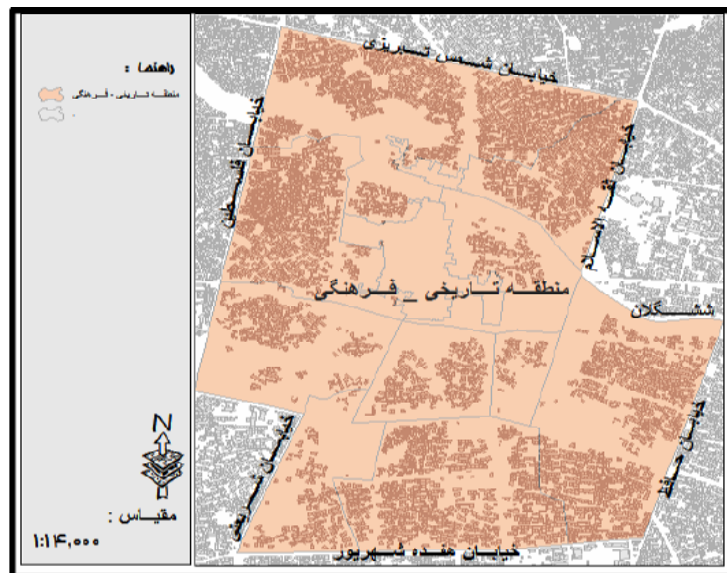 راهنما :
منطقه تاریخی - فرهنگی
-
N
مقیاس :
۱:۱۴,۰۰۰
خیابان شمس تبریزی
خیابان فلسطین
خیابان ثقه الاسلام
منطقه تاریخی _ فرهنگی
ششگلان
خیابان حافظ
خیابان شریعتی
خیابان هفده شهریور